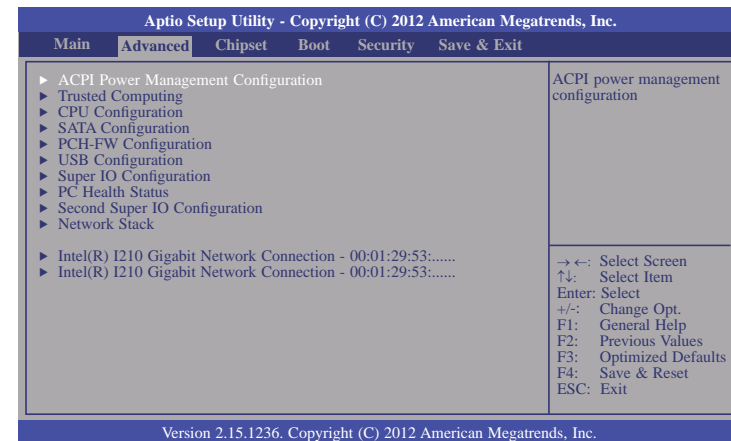 Aptio Setup Utility - Copyright (C) 2012 American Megatrends, Inc.
Main Advanced Chipset Boot Security Save & Exit
► ACPI Power Management Configuration
► Trusted Computing
► CPU Configuration
► SATA Configuration
► PCH-FW Configuration
► USB Configuration
► Super IO Configuration
► PC Health Status
► Second Super IO Configuration
► Network Stack
► Intel(R) I210 Gigabit Network Connection - 00:01:29:53:......
► Intel(R) I210 Gigabit Network Connection - 00:01:29:53:......
ACPI power management
configuration
→←: Select Screen
↑↓: Select Item
Enter: Select
+/-: Change Opt.
F1: General Help
F2: Previous Values
F3: Optimized Defaults
F4: Save & Reset
ESC: Exit
Version 2.15.1236. Copyright (C) 2012 American Megatrends, Inc.